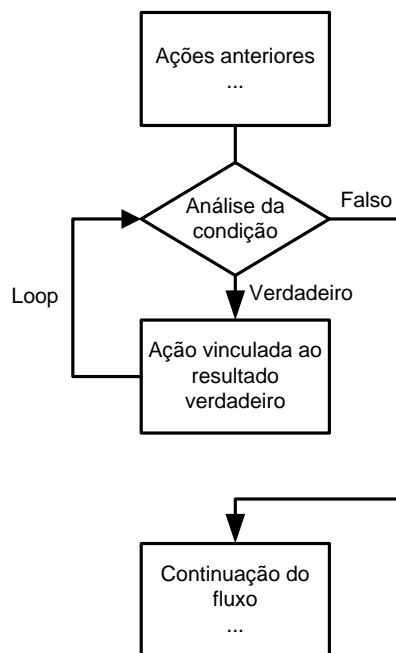 Ações anteriores
...
Análise da
condição
Falso
Verdadeiro
Loop
Ação vinculada ao
resultado
verdadeiro
Continuação do
fluxo
...